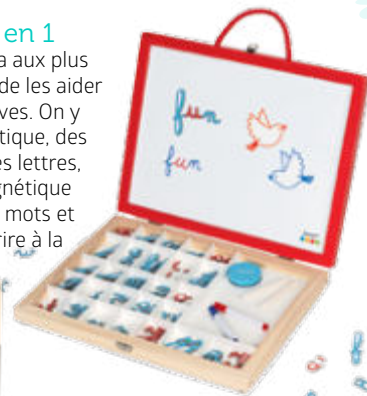 en 1
a aux plus
de les aider
ves. On y
tique, des
es lettres,
gnétique
mots et
rire à la
fun
fun